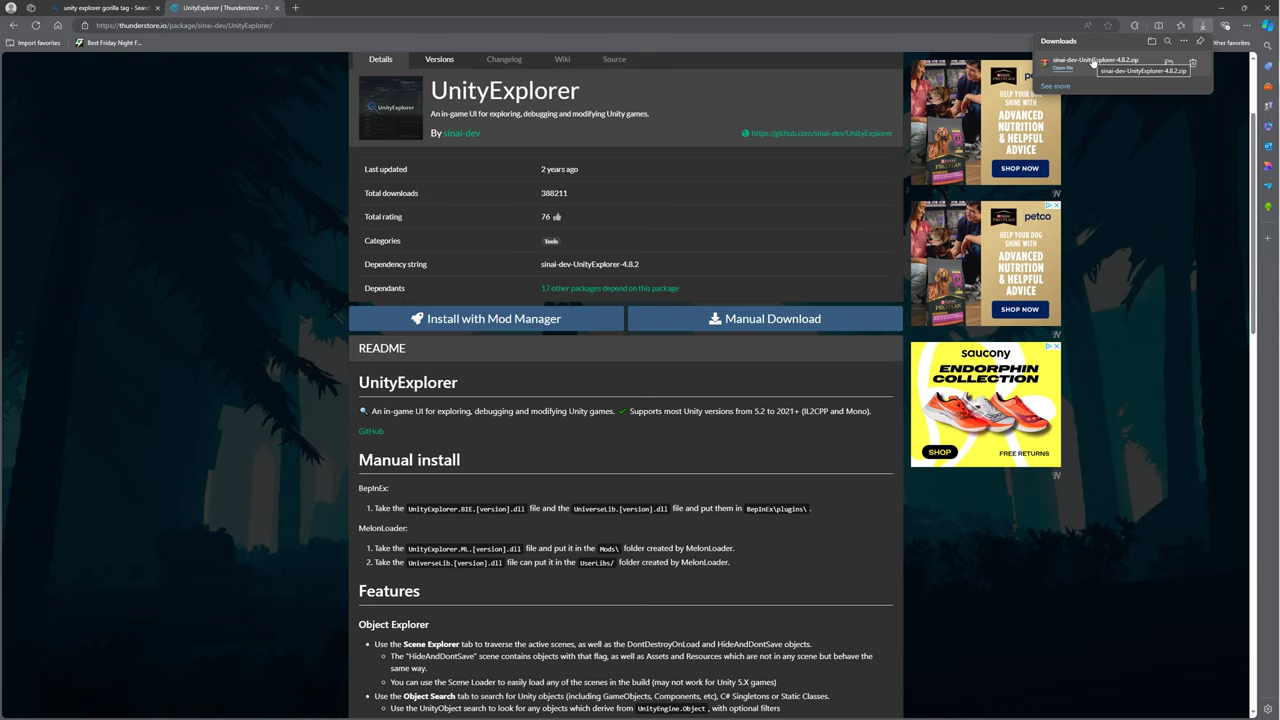 unity explorer gorilla tag - Search
UnityExplorer | Thunderstore - T
https://thunderstore.io/package/sinai-dev/UnityExplorer/
Import favorites
Best Friday Night F...
Other favorites
Downloads
sinai-dev-UnityExplorer-4.8.2.zip
Open file
sinai-dev-UnityExplorer-4.8.2.zip
See more
Details Versions Changelog Wiki Source
UnityExplorer
UnityExplorer
An in-game UI for exploring, debugging and modifying Unity games.
By sinai-dev
https://github.com/sinai-dev/UnityExplorer
Last updated 2 years ago
Total downloads 388211
Total rating 76
Categories Tools
Dependency string sinai-dev-UnityExplorer-4.8.2
Dependants 17 other packages depend on this package
Install with Mod Manager
Manual Download
README
UnityExplorer
An in-game UI for exploring, debugging and modifying Unity games. ✔ Supports most Unity versions from 5.2 to 2021+ (IL2CPP and Mono).
GitHub
Manual install
BepInEx:
1. Take the UnityExplorer.BIE.[version].dll file and the UniverseLib.[version].dll file and put them in BepInEx\plugins\ .
MelonLoader:
1. Take the UnityExplorer.ML.[version].dll file and put it in the Mods\ folder created by MelonLoader.
2. Take the UniverseLib.[version].dll file can put it in the UserLibs/ folder created by MelonLoader.
Features
Object Explorer
• Use the Scene Explorer tab to traverse the active scenes, as well as the DontDestroyOnLoad and HideAndDontSave objects.
The "HideAndDontSave" scene contains objects with that flag, as well as Assets and Resources which are not in any scene but behave the
same way.
You can use the Scene Loader to easily load any of the scenes in the build (may not work for Unity 5.X games)
• Use the Object Search tab to search for Unity objects (including GameObjects, Components, etc), C# Singletons or Static Classes.
Use the UnityObject search to look for any objects which derive from UnityEngine.Object , with optional filters
PRO PLAN
HELP YOUR DOG
SHINE WITH
ADVANCED
NUTRITION
& HELPFUL
ADVICE
SHOP NOW
PRO PLAN
petco
HELP YOUR DOG
SHINE WITH
ADVANCED
NUTRITION
& HELPFUL
ADVICE
SHOP NOW
saucony
ENDORPHIN
COLLECTION
SHOP
FREE RETURNS